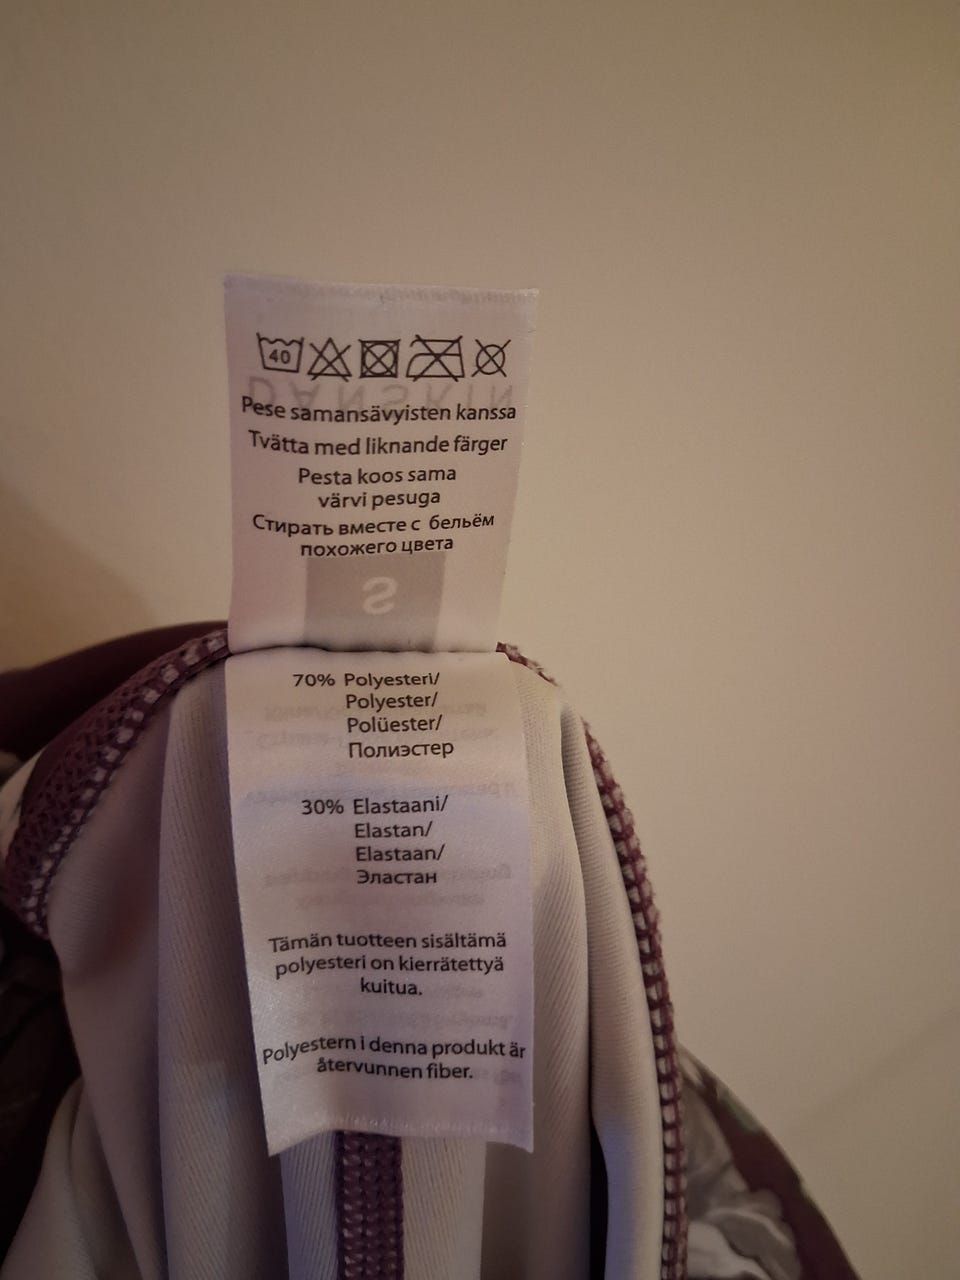 40
DANSKIN
Pese samansävyisten kanssa
Tvätta med liknande färger
Pesta koos sama
värvi pesuga
Стирать вместе с бельём
похожего цвета
S
70% Polyesteri/
Polyester/
Polüester/
Полиэстер
30% Elastaani/
Elastan/
Elastaan/
Эластан
Tämän tuotteen sisältämä
polyesteri on kierrätettyä
kuitua.
Polyestern i denna produkt är
återvunnen fiber.